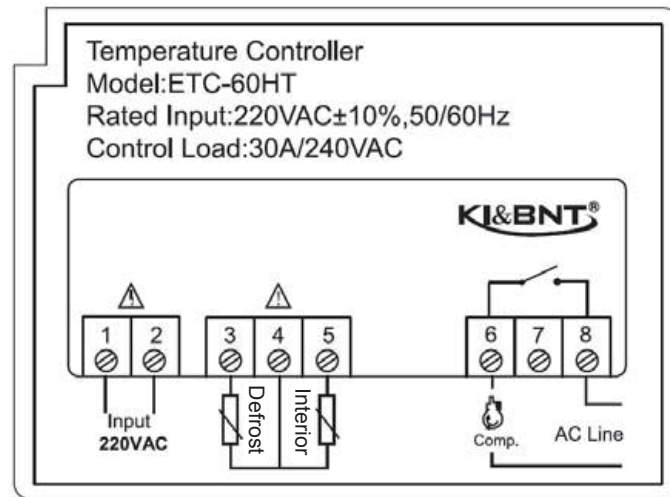 Temperature Controller
Model:ETC-60HT
Rated Input:220VAC±10%,50/60Hz
Control Load:30A/240VAC
KI&BNT®
1 2 3 4 5 6 7 8
Defrost
Interior
Input
220VAC
Comp.
AC Line